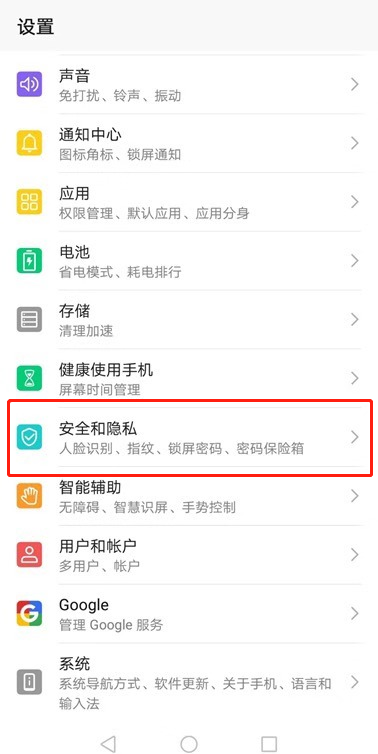 设置
声音
免打扰、铃声、振动
通知中心
图标角标、锁屏通知
应用
权限管理、默认应用、应用分身
电池
省电模式、耗电排行
存储
清理加速
健康使用手机
屏幕时间管理
安全和隐私
人脸识别、指纹、锁屏密码、密码保险箱
智能辅助
无障碍、智慧识屏、手势控制
用户和帐户
多用户、帐户
Google
管理 Google 服务
系统
系统导航方式、软件更新、关于手机、语言和
输入法